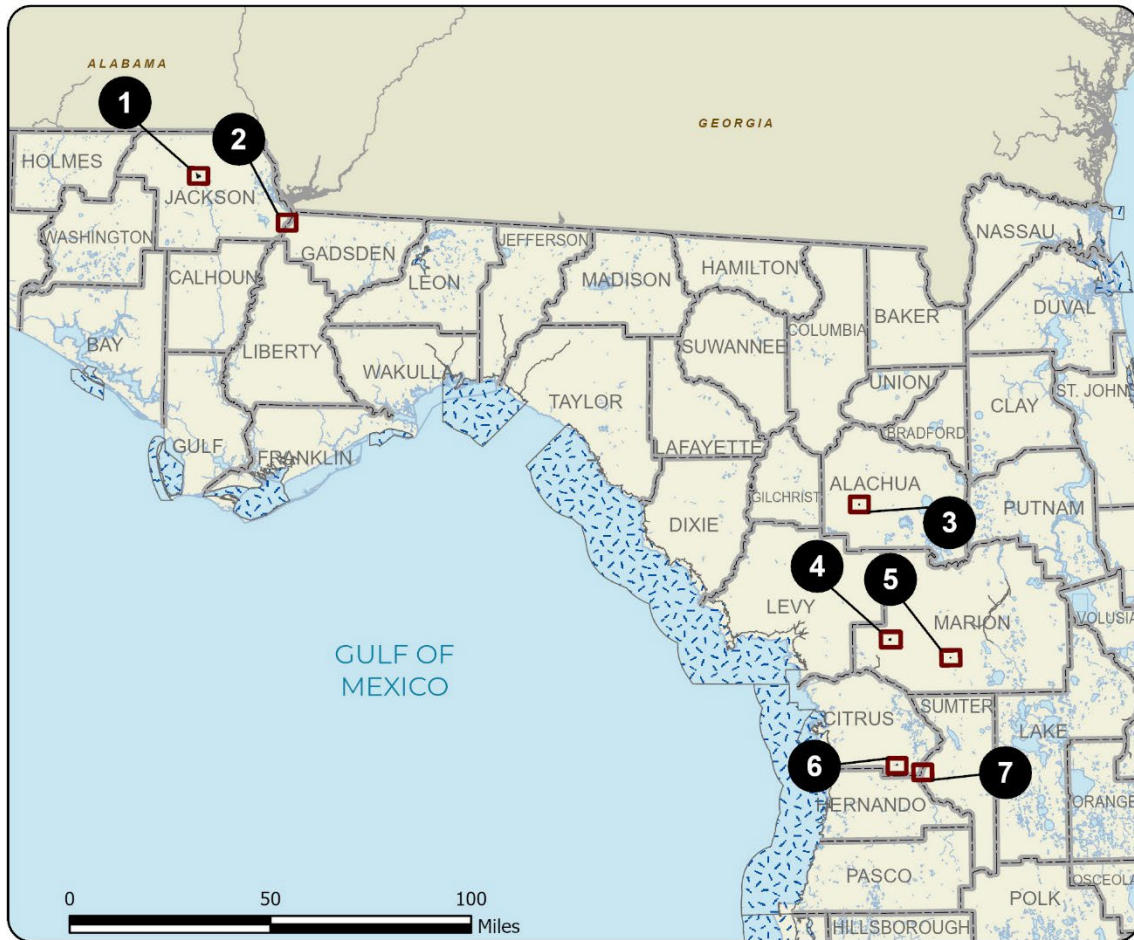 ALABAMA
1
2
GEORGIA
HOLMES
JACKSON
NASSAU
WASHINGTON
GADSDEN
JEFFERSON
CALHOUN
LEON
MADISON
HAMILTON
DUVAL
COLUMBIA
BAKER
BAY
LIBERTY
SUWANNEE
WAKULLA
UNION
ST. JOHNS
TAYLOR
CLAY
GULF
FRANKLIN
LAFAYETTE
BRADFORD
GILCHRIST
ALACHUA
PUTNAM
DIXIE
3
4
5
LEVY
MARION
VOLUSIA
GULF OF
MEXICO
CITRUS
SUMTER
LAKE
6
7
HERNANDO
ORANGE
PASCO
OSCEOLA
POLK
0
50
100
Miles
HILLSBOROUGH